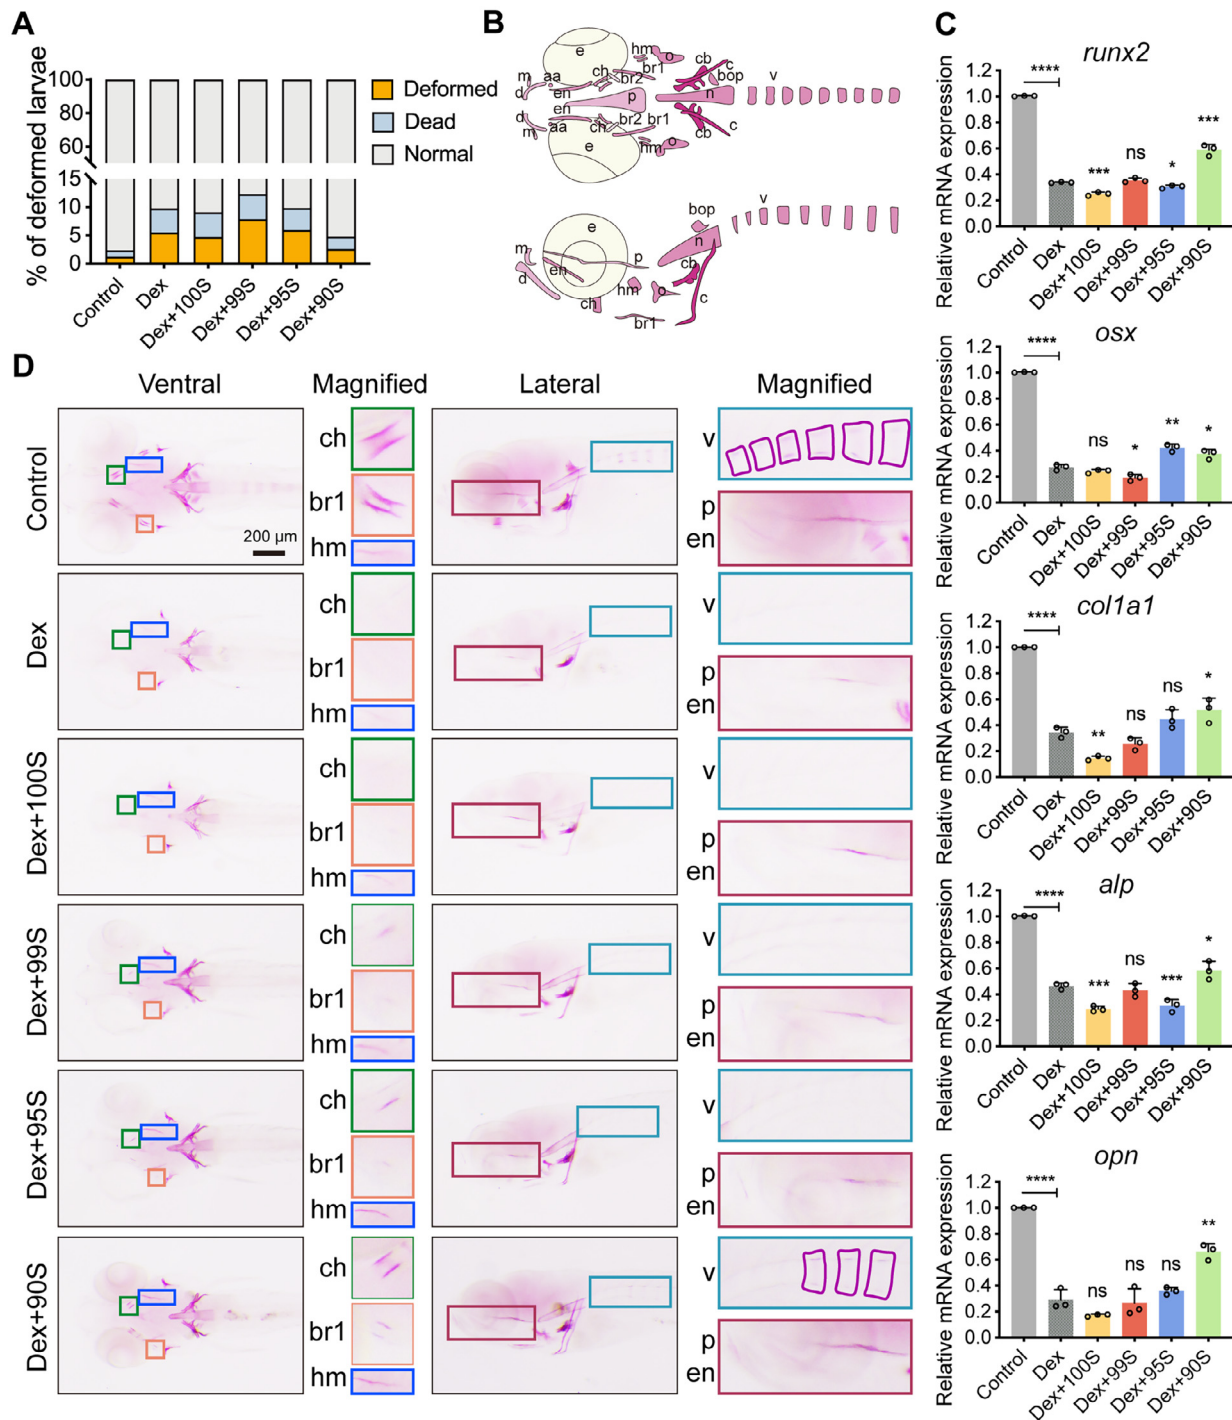 A
% of deformed larvae
100
80
60
15
10
5
0
Control
Dex
Dex+100S
Dex+99S
Dex+95S
Dex+90S
Deformed
Dead
Normal
B
e
hm
o
cb
c
m
aa
ch
br1
br2
bop
v
d
en
p
n
en
d
aa
ch
br2
br1
cb
c
m
e
hm
o
bop
v
e
n
m
p
en
cb
d
hm
o
c
ch
br1
C
runx2
Relative mRNA expression
1.2
1.0
0.8
0.6
0.4
0.2
0.0
****
***
ns
*
***
Control
Dex
Dex+100S
Dex+99S
Dex+95S
Dex+90S
osx
Relative mRNA expression
1.2
1.0
0.8
0.6
0.4
0.2
0.0
****
ns
*
**
*
Control
Dex
Dex+100S
Dex+99S
Dex+95S
Dex+90S
col1a1
Relative mRNA expression
1.2
1.0
0.8
0.6
0.4
0.2
0.0
****
**
ns
ns
*
Control
Dex
Dex+100S
Dex+99S
Dex+95S
Dex+90S
alp
Relative mRNA expression
1.2
1.0
0.8
0.6
0.4
0.2
0.0
****
***
ns
***
*
Control
Dex
Dex+100S
Dex+99S
Dex+95S
Dex+90S
opn
Relative mRNA expression
1.2
1.0
0.8
0.6
0.4
0.2
0.0
****
ns
ns
ns
**
Control
Dex
Dex+100S
Dex+99S
Dex+95S
Dex+90S
D
Ventral Magnified Lateral Magnified
Control
200 µm
ch
br1
hm
v
p
en
Dex
ch
br1
hm
v
p
en
Dex+100S
ch
br1
hm
v
p
en
Dex+99S
ch
br1
hm
v
p
en
Dex+95S
ch
br1
hm
v
p
en
Dex+90S
ch
br1
hm
v
p
en